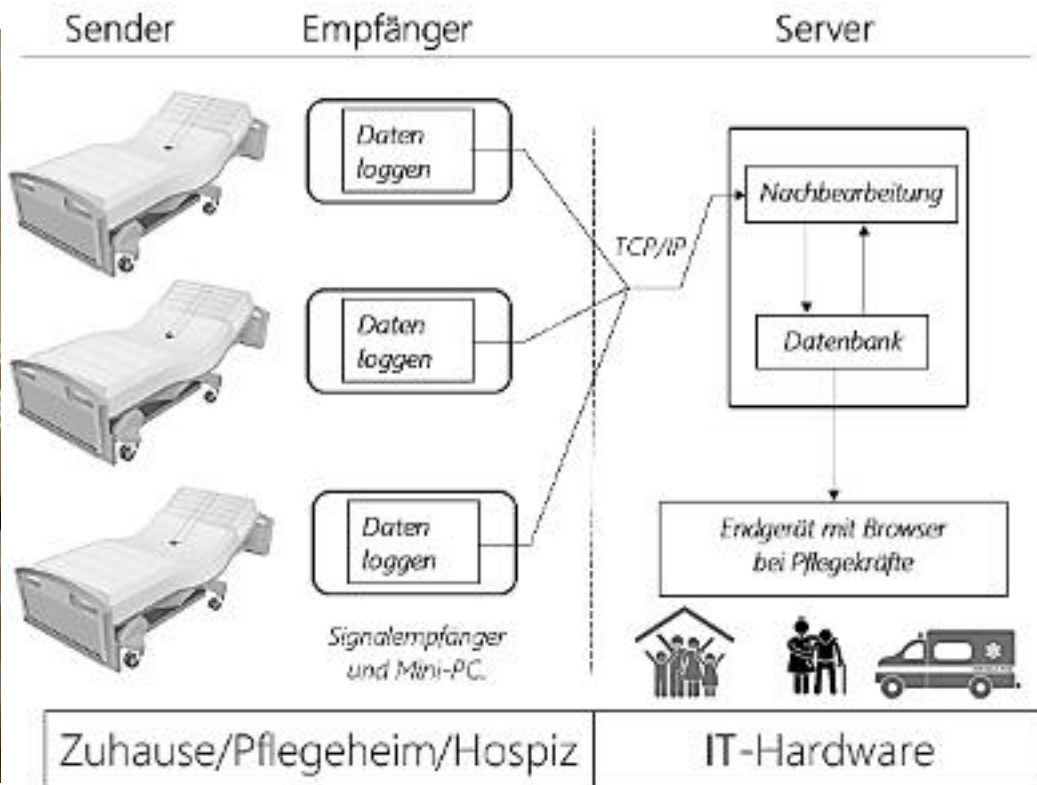 Sender
Empfänger
Server
Daten
loggen
Daten
loggen
Daten
loggen
Signalempfänger
und Mini-PC.
TCP/IP
Nachbearbeitung
Datenbank
Endgerät mit Browser
bei Pflegekräfte
Zuhause/Pflegeheim/Hospiz
IT-Hardware